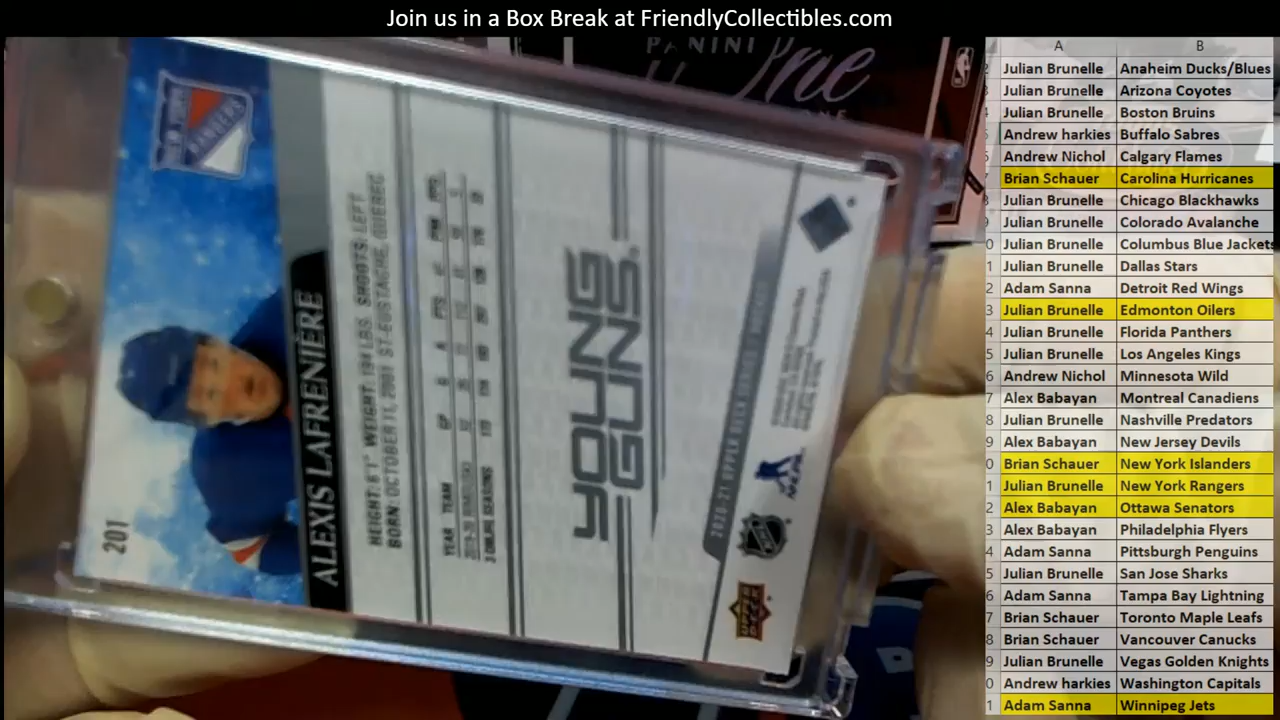 Join us in a Box Break at FriendlyCollectibles.com
PANINI
NEW YORK
RANGERS
201
ALEXIS LAFRENIÈRE
HEIGHT: 6'1" WEIGHT: 194 LBS. SHOOTS: LEFT
BORN: OCTOBER 11, 2001 ST-EUSTACHE, QUEBEC
YEAR TEAM GP G A PTS
YOUNG
GUNS
2020-21 UPPER DECK SERIES 1 HOCKEY
NHL
UPPER DECK
A B
Julian Brunelle Anaheim Ducks/Blues
Julian Brunelle Arizona Coyotes
Julian Brunelle Boston Bruins
Andrew harkies Buffalo Sabres
Andrew Nichol Calgary Flames
Brian Schauer Carolina Hurricanes
Julian Brunelle Chicago Blackhawks
Julian Brunelle Colorado Avalanche
Julian Brunelle Columbus Blue Jackets
Julian Brunelle Dallas Stars
Adam Sanna Detroit Red Wings
Julian Brunelle Edmonton Oilers
Julian Brunelle Florida Panthers
Julian Brunelle Los Angeles Kings
Andrew Nichol Minnesota Wild
Alex Babayan Montreal Canadiens
Julian Brunelle Nashville Predators
Alex Babayan New Jersey Devils
Brian Schauer New York Islanders
Julian Brunelle New York Rangers
Alex Babayan Ottawa Senators
Alex Babayan Philadelphia Flyers
Adam Sanna Pittsburgh Penguins
Julian Brunelle San Jose Sharks
Adam Sanna Tampa Bay Lightning
Brian Schauer Toronto Maple Leafs
Brian Schauer Vancouver Canucks
Julian Brunelle Vegas Golden Knights
Andrew harkies Washington Capitals
Adam Sanna Winnipeg Jets